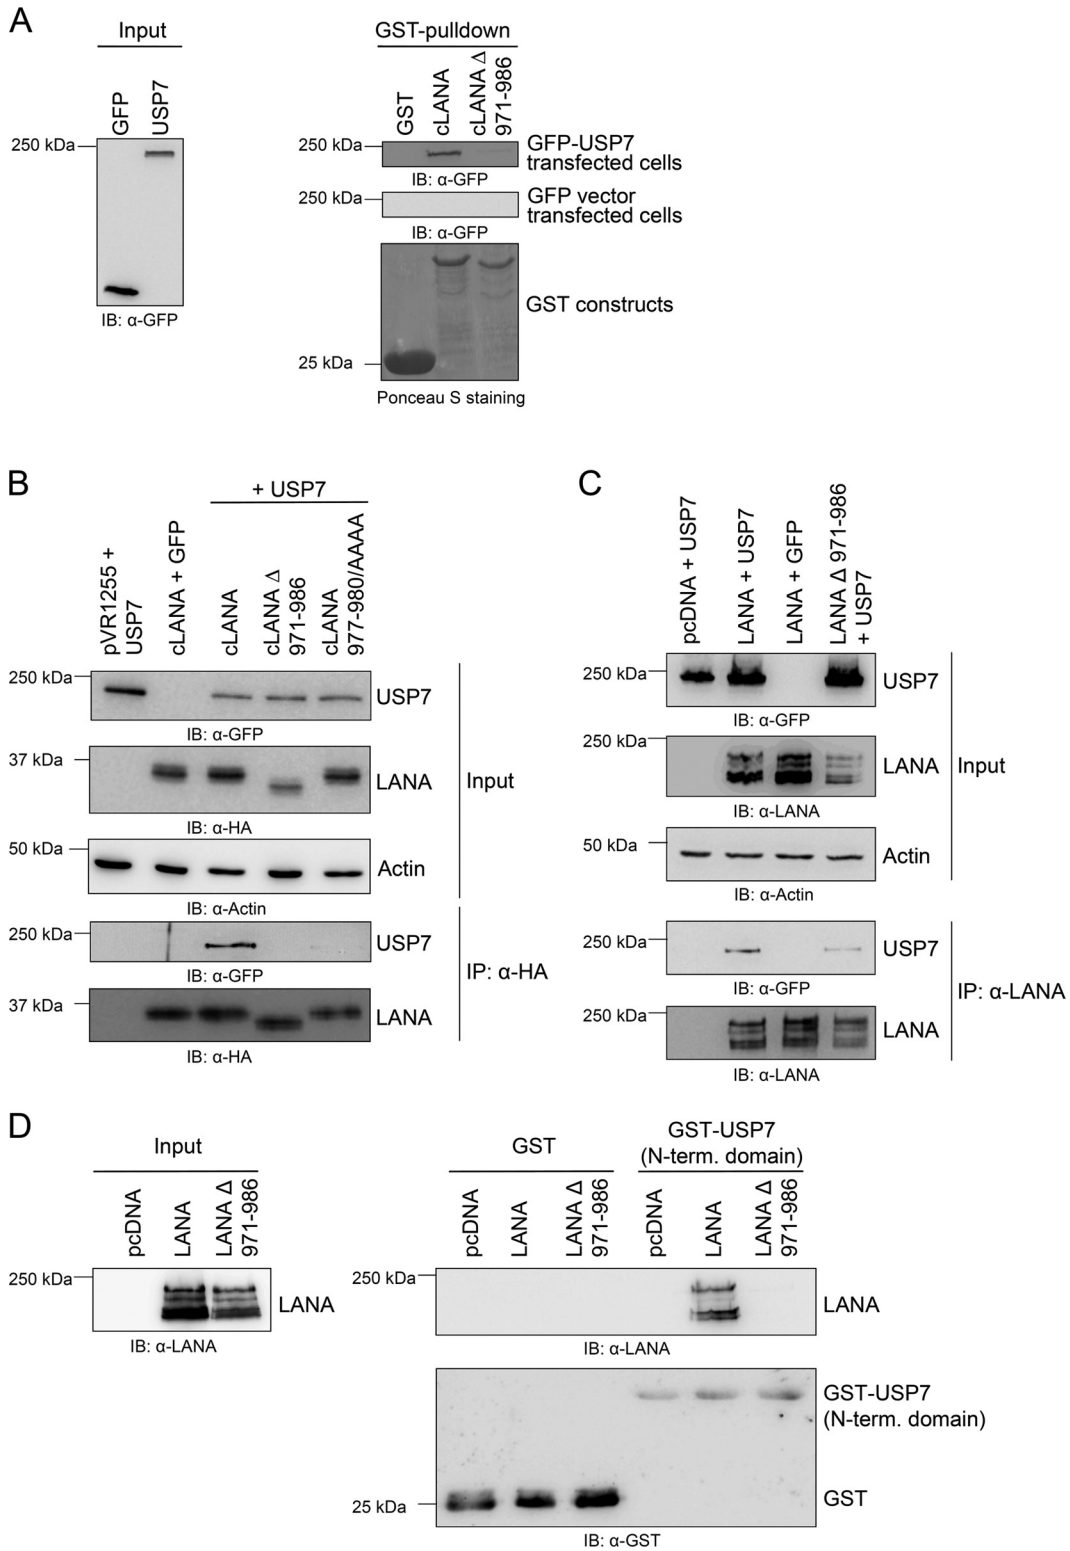 A
Input
GFP
USP7
250 kDa
IB: α-GFP
GST-pulldown
GST
cLANA
cLANA Δ
971-986
250 kDa
GFP-USP7
transfected cells
IB: α-GFP
250 kDa
GFP vector
transfected cells
IB: α-GFP
GST constructs
25 kDa
Ponceau S staining
B
+ USP7
pVR1255 +
USP7
cLANA + GFP
cLANA
cLANA Δ
971-986
cLANA
977-980/AAAA
250 kDa
USP7
IB: α-GFP
37 kDa
LANA
IB: α-HA
50 kDa
Actin
IB: α-Actin
Input
250 kDa
USP7
IB: α-GFP
37 kDa
LANA
IB: α-HA
IP: α-HA
C
pcDNA + USP7
LANA + USP7
LANA + GFP
LANA Δ 971-986
+ USP7
250 kDa
USP7
IB: α-GFP
250 kDa
LANA
IB: α-LANA
50 kDa
Actin
IB: α-Actin
Input
250 kDa
USP7
IB: α-GFP
250 kDa
LANA
IB: α-LANA
IP: α-LANA
D
Input
pcDNA
LANA
LANA Δ
971-986
250 kDa
LANA
IB: α-LANA
GST
GST-USP7
(N-term. domain)
pcDNA
LANA
LANA Δ
971-986
pcDNA
LANA
LANA Δ
971-986
250 kDa
LANA
IB: α-LANA
GST-USP7
(N-term. domain)
25 kDa
GST
IB: α-GST